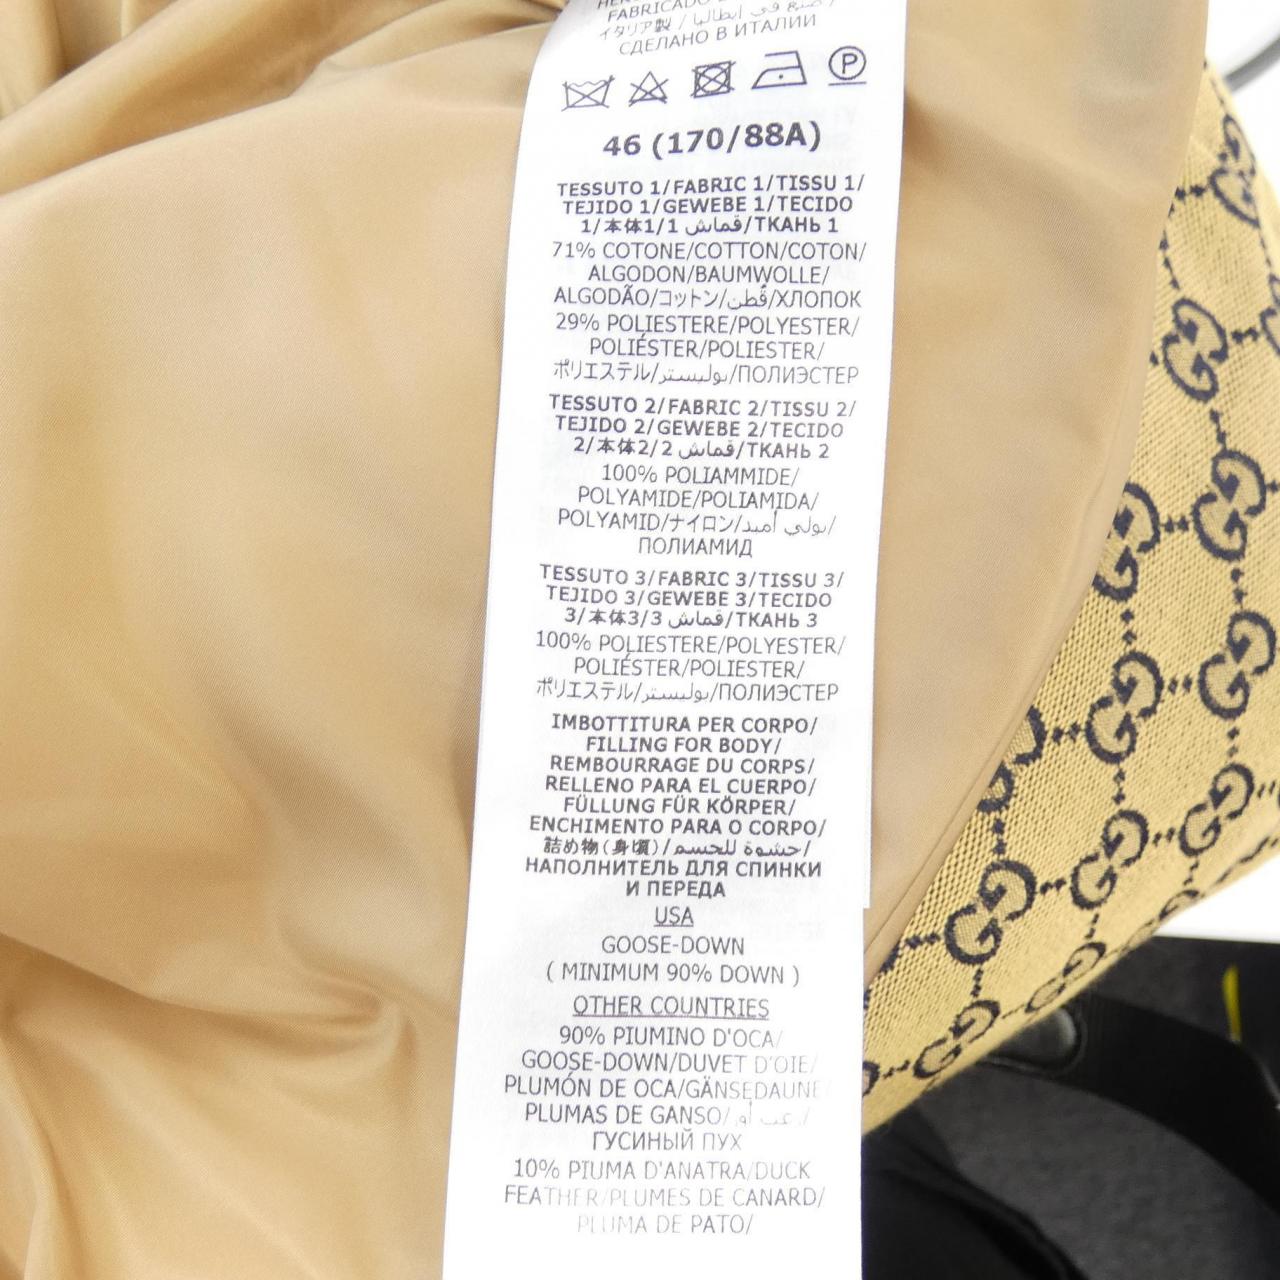 FABRICADO
イタリア製 / صنع في ايطاليا /
СДЕЛАНО В ИТАЛИИ
P
46 (170/88A)
TESSUTO 1/FABRIC 1/TISSU 1/
TEJIDO 1/GEWEBE 1/TECIDO
1/本体1/1 قماش/ТКАНЬ 1
71% COTONE/COTTON/COTON/
ALGODON/BAUMWOLLE/
ALGODÃO/コットン/قطن/ХЛОПОК
29% POLIESTERE/POLYESTER/
POLIÉSTER/POLIESTER/
ポリエステル/بوليستر/ПОЛИЭСТЕР
TESSUTO 2/FABRIC 2/TISSU 2/
TEJIDO 2/GEWEBE 2/TECIDO
2/本体2/2 قماش/ТКАНЬ 2
100% POLIAMMIDE/
POLYAMIDE/POLIAMIDA/
POLYAMID/ナイロン/بولي أميد/
ПОЛИАМИД
TESSUTO 3/FABRIC 3/TISSU 3/
TEJIDO 3/GEWEBE 3/TECIDO
3/本体3/3 قماش/ТКАНЬ 3
100% POLIESTERE/POLYESTER/
POLIÉSTER/POLIESTER/
ポリエステル/بوليستر/ПОЛИЭСТЕР
IMBOTTITURA PER CORPO/
FILLING FOR BODY/
REMBOURRAGE DU CORPS/
RELLENO PARA EL CUERPO/
FÜLLUNG FÜR KÖRPER/
ENCHIMENTO PARA O CORPO/
詰め物(身頃)/حشوة للجسم/
НАПОЛНИТЕЛЬ ДЛЯ СПИНКИ
И ПЕРЕДА
USA
GOOSE-DOWN
( MINIMUM 90% DOWN )
OTHER COUNTRIES
90% PIUMINO D'OCA/
GOOSE-DOWN/DUVET D'OIE/
PLUMÓN DE OCA/GÄNSEDAUNE
PLUMAS DE GANSO/
ГУСИНЫЙ ПУХ
10% PIUMA D'ANATRA/DUCK
FEATHER/PLUMES DE CANARD/
PLUMA DE PATO/